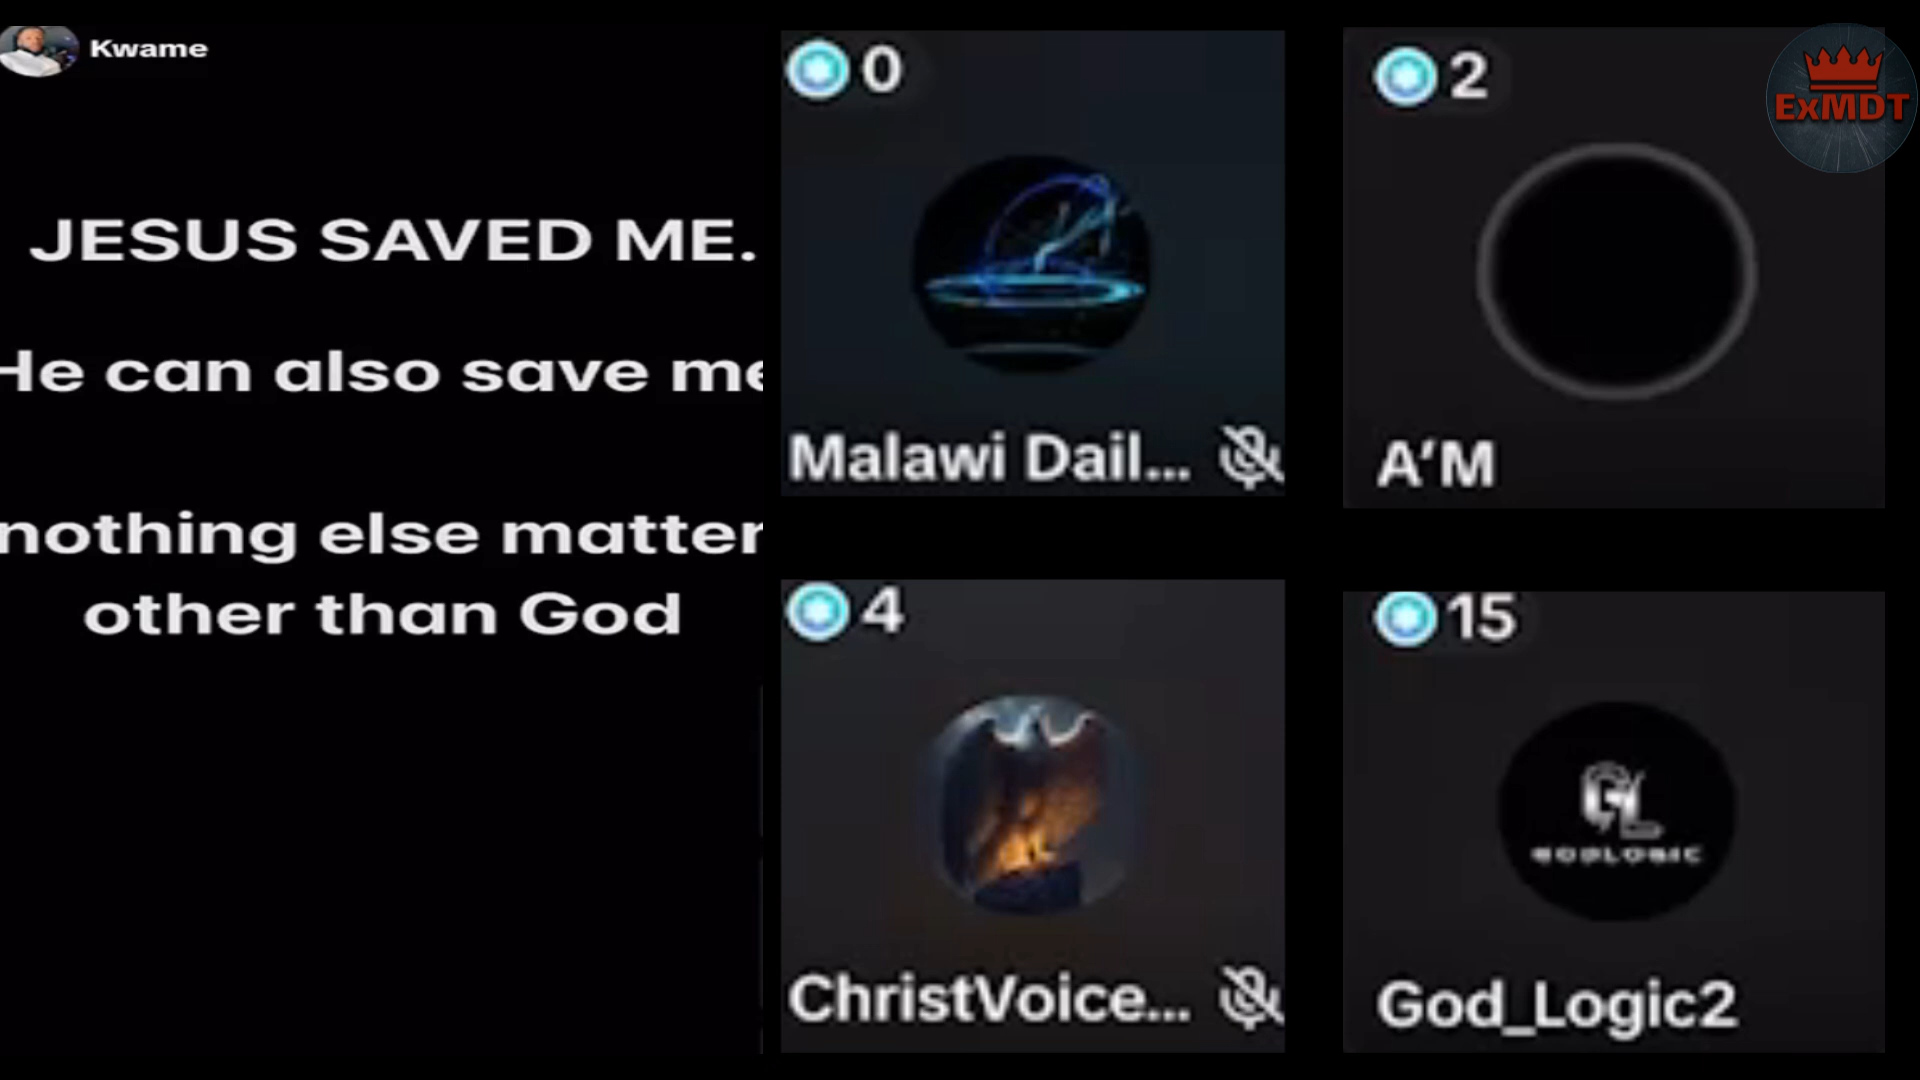 Kwame
JESUS SAVED ME.
He can also save me
nothing else matter
other than God
0
Malawi Dail...
2
A’M
4
ChristVoice...
15
GL
GODLOGIC
God_Logic2
ExMDT